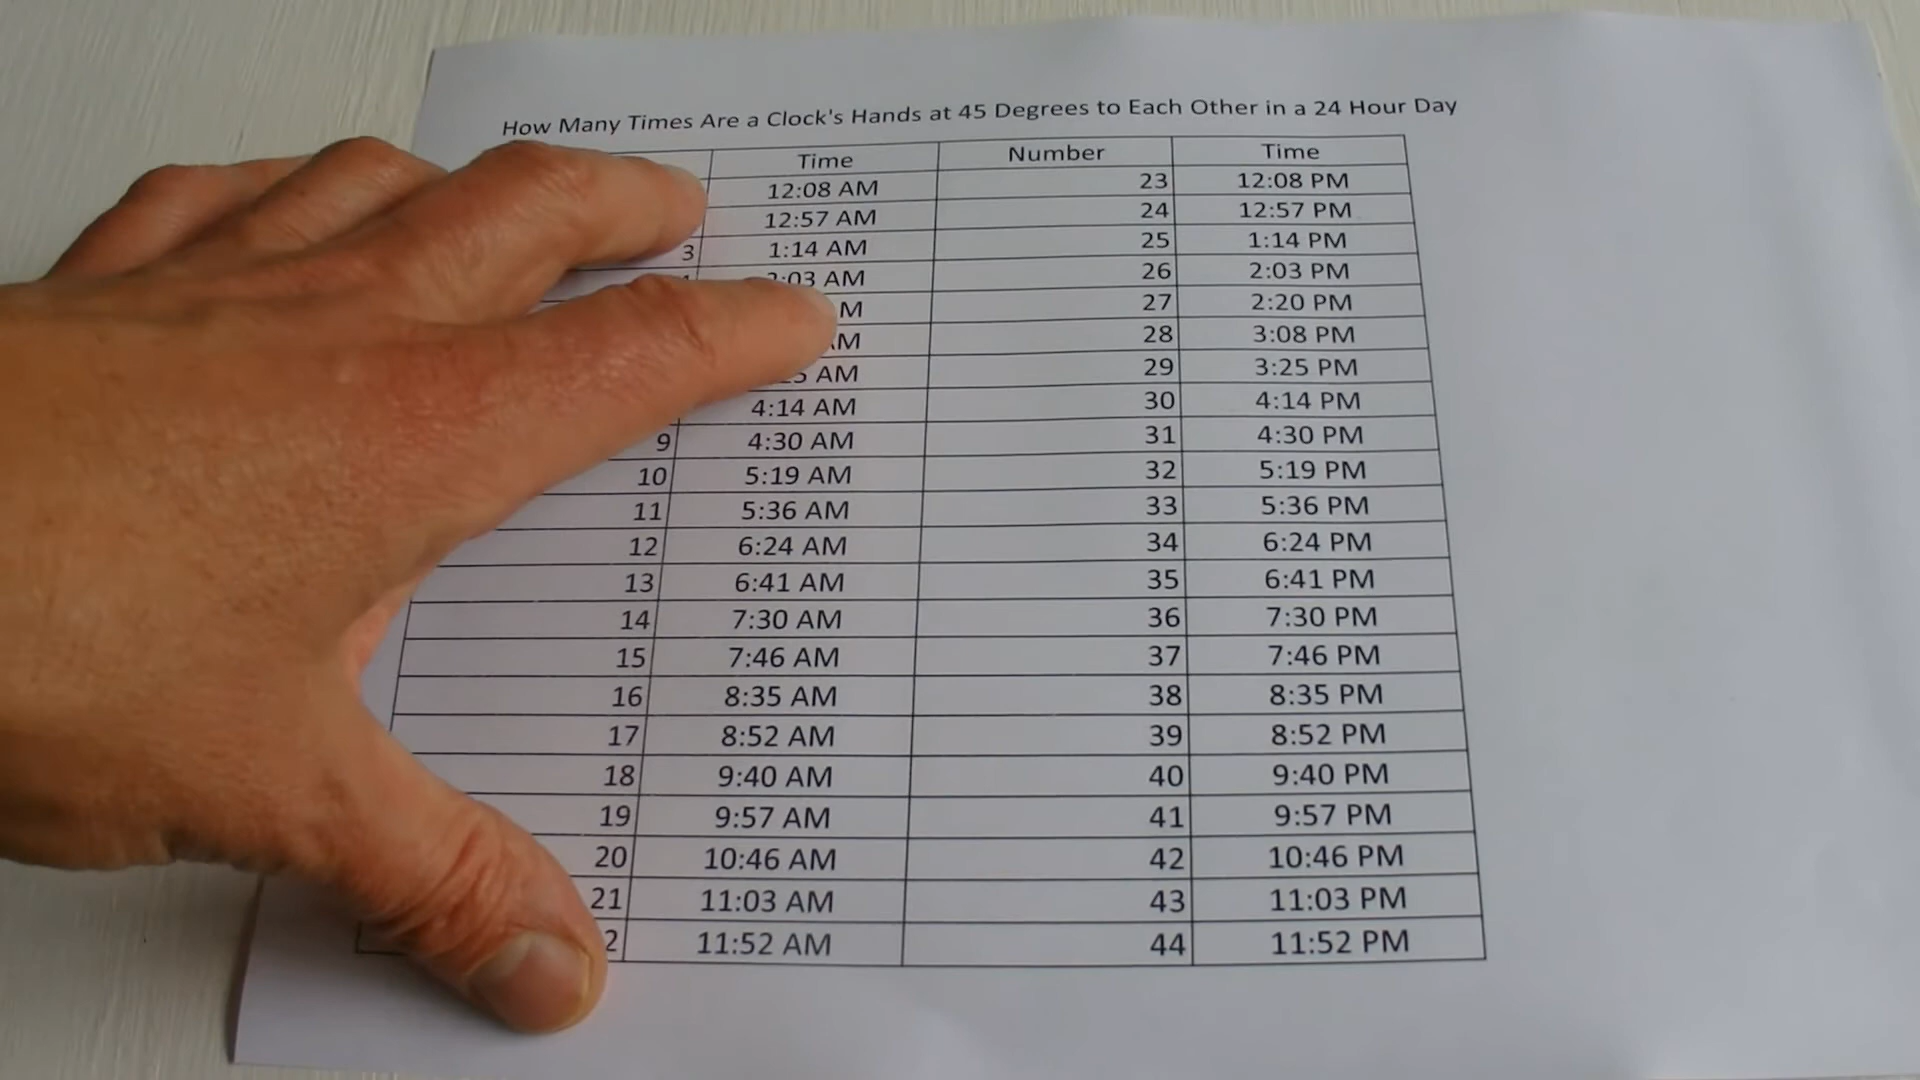 How Many Times Are a Clock's Hands at 45 Degrees to Each Other in a 24 Hour Day
Time Number Time
12:08 AM 23 12:08 PM
12:57 AM 24 12:57 PM
3 1:14 AM 25 1:14 PM
:03 AM 26 2:03 PM
M 27 2:20 PM
AM 28 3:08 PM
5 AM 29 3:25 PM
4:14 AM 30 4:14 PM
9 4:30 AM 31 4:30 PM
10 5:19 AM 32 5:19 PM
11 5:36 AM 33 5:36 PM
12 6:24 AM 34 6:24 PM
13 6:41 AM 35 6:41 PM
14 7:30 AM 36 7:30 PM
15 7:46 AM 37 7:46 PM
16 8:35 AM 38 8:35 PM
17 8:52 AM 39 8:52 PM
18 9:40 AM 40 9:40 PM
19 9:57 AM 41 9:57 PM
20 10:46 AM 42 10:46 PM
21 11:03 AM 43 11:03 PM
2 11:52 AM 44 11:52 PM